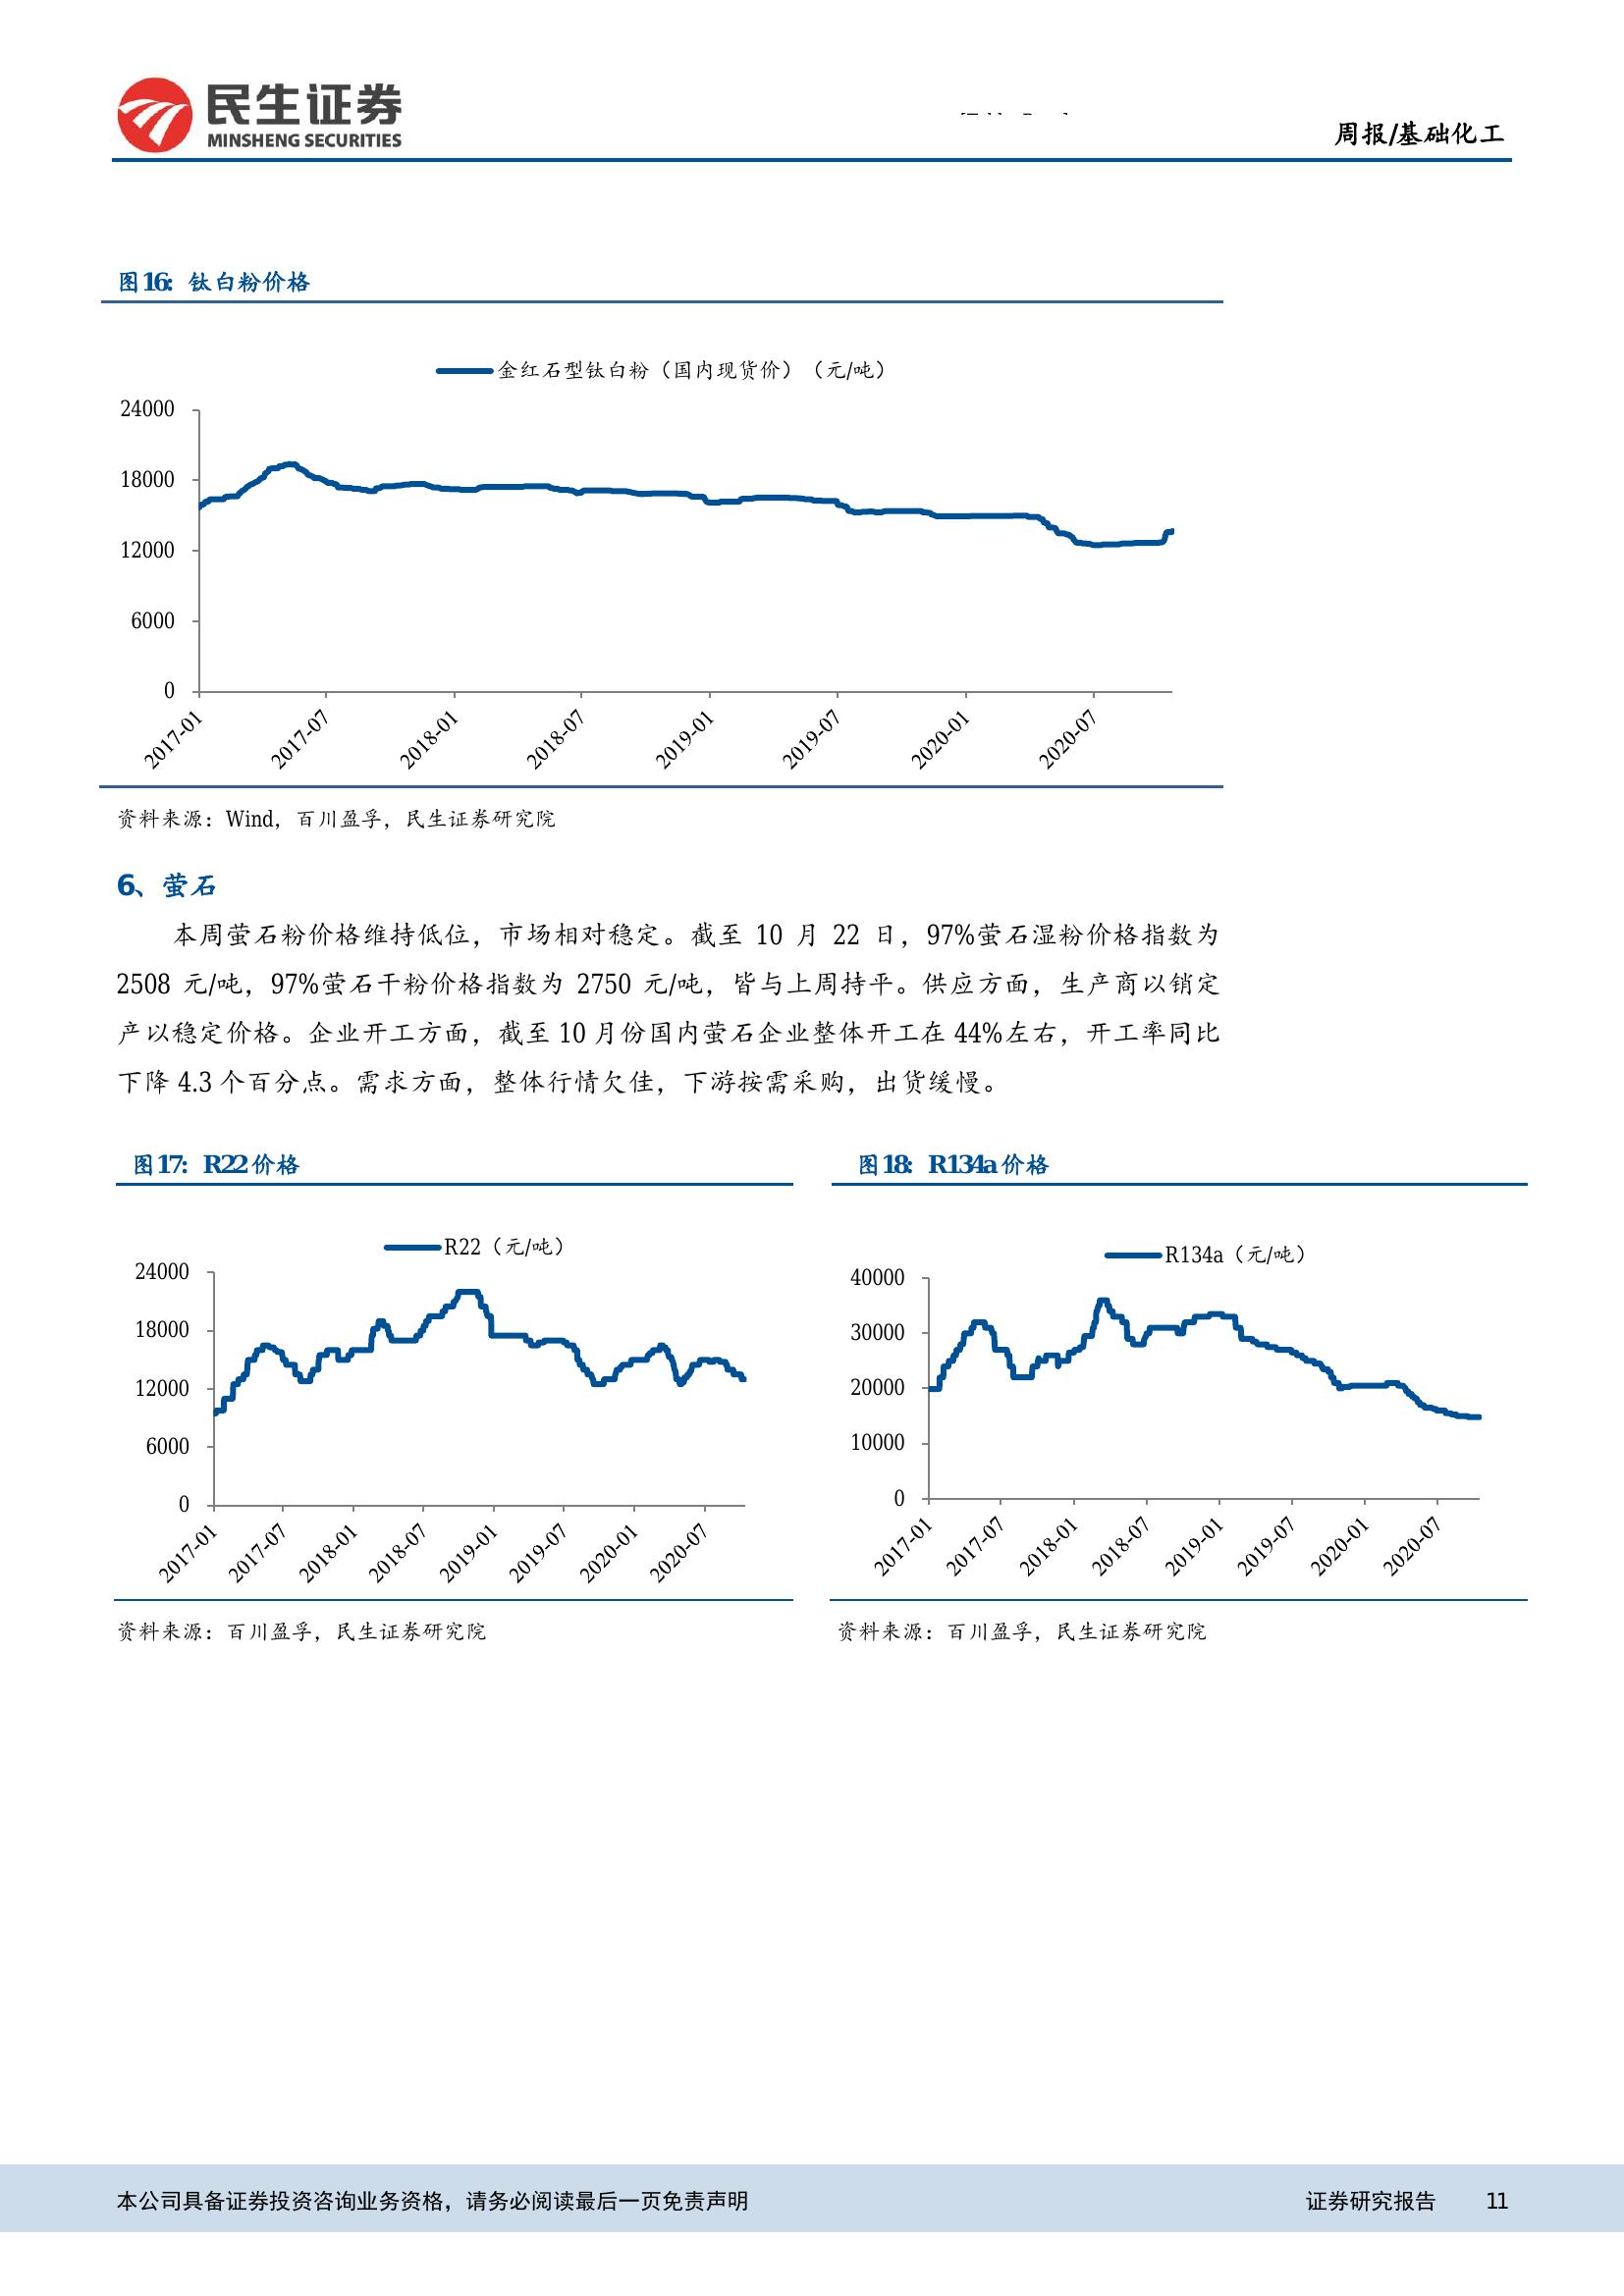 民生证券
MINSHENG SECURITIES
周报/基础化工
图16: 钛白粉价格
金红石型钛白粉（国内现货价）（元/吨）
24000
18000
12000
6000
0
2017-01
2017-07
2018-01
2018-07
2019-01
2019-07
2020-01
2020-07
资料来源：Wind，百川盈孚，民生证券研究院
6、萤石
本周萤石粉价格维持低位，市场相对稳定。截至 10 月 22 日，97%萤石湿粉价格指数为
2508 元/吨，97%萤石干粉价格指数为 2750 元/吨，皆与上周持平。供应方面，生产商以销定
产以稳定价格。企业开工方面，截至 10 月份国内萤石企业整体开工在 44%左右，开工率同比
下降 4.3 个百分点。需求方面，整体行情欠佳，下游按需采购，出货缓慢。
图17: R22价格
R22（元/吨）
24000
18000
12000
6000
0
2017-01
2017-07
2018-01
2018-07
2019-01
2019-07
2020-01
2020-07
资料来源：百川盈孚，民生证券研究院
图18: R134a价格
R134a（元/吨）
40000
30000
20000
10000
0
2017-01
2017-07
2018-01
2018-07
2019-01
2019-07
2020-01
2020-07
资料来源：百川盈孚，民生证券研究院
本公司具备证券投资咨询业务资格，请务必阅读最后一页免责声明
证券研究报告 11